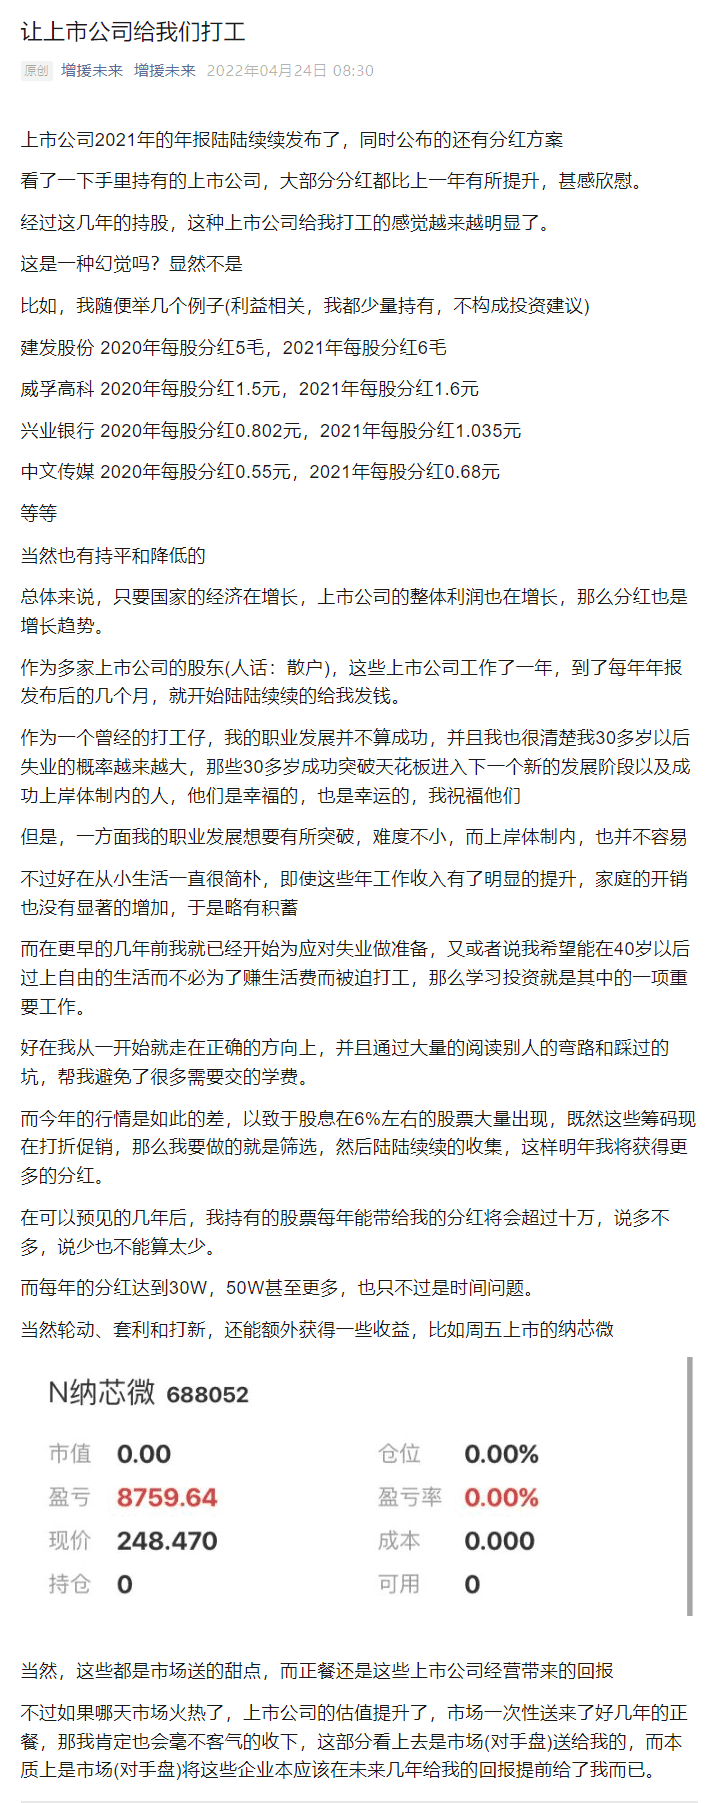 让上市公司给我们打工
原创 增援未来 增援未来 2022年04月24日 08:30
上市公司2021年的年报陆陆续续发布了，同时公布的还有分红方案
看了一下手里持有的上市公司，大部分分红都比上一年有所提升，甚感欣慰。
经过这几年的持股，这种上市公司给我打工的感觉越来越明显了。
这是一种幻觉吗？显然不是
比如，我随便举几个例子(利益相关，我都少量持有，不构成投资建议)
建发股份 2020年每股分红5毛，2021年每股分红6毛
威孚高科 2020年每股分红1.5元，2021年每股分红1.6元
兴业银行 2020年每股分红0.802元，2021年每股分红1.035元
中文传媒 2020年每股分红0.55元，2021年每股分红0.68元
等等
当然也有持平和降低的
总体来说，只要国家的经济在增长，上市公司的整体利润也在增长，那么分红也是
增长趋势。
作为多家上市公司的股东(人话：散户)，这些上市公司工作了一年，到了每年年报
发布后的几个月，就开始陆陆续续的给我发钱。
作为一个曾经的打工仔，我的职业发展并不算成功，并且我也很清楚我30多岁以后
失业的概率越来越大，那些30多岁成功突破天花板进入下一个新的发展阶段以及成
功上岸体制内的人，他们是幸福的，也是幸运的，我祝福他们
但是，一方面我的职业发展想要有所突破，难度不小，而上岸体制内，也并不容易
不过好在从小生活一直很简朴，即使这些年工作收入有了明显的提升，家庭的开销
也没有显著的增加，于是略有积蓄
而在更早的几年前我就已经开始为应对失业做准备，又或者说我希望能在40岁以后
过上自由的生活而不必为了赚生活费而被迫打工，那么学习投资就是其中的一项重
要工作。
好在我从一开始就走在正确的方向上，并且通过大量的阅读别人的弯路和踩过的
坑，帮我避免了很多需要交的学费。
而今年的行情是如此的差，以致于股息在6%左右的股票大量出现，既然这些筹码现
在打折促销，那么我要做的就是筛选，然后陆陆续续的收集，这样明年我将获得更
多的分红。
在可以预见的几年后，我持有的股票每年能带给我的分红将会超过十万，说多不
多，说少也不能算太少。
而每年的分红达到30W，50W甚至更多，也只不过是时间问题。
当然轮动、套利和打新，还能额外获得一些收益，比如周五上市的纳芯微
N纳芯微 688052
市值 0.00 仓位 0.00%
盈亏 8759.64 盈亏率 0.00%
现价 248.470 成本 0.000
持仓 0 可用 0
当然，这些都是市场送的甜点，而正餐还是这些上市公司经营带来的回报
不过如果哪天市场火热了，上市公司的估值提升了，市场一次性送来了好几年的正
餐，那我肯定也会毫不客气的收下，这部分看上去是市场(对手盘)送给我的，而本
质上是市场(对手盘)将这些企业本应该在未来几年给我的回报提前给了我而已。